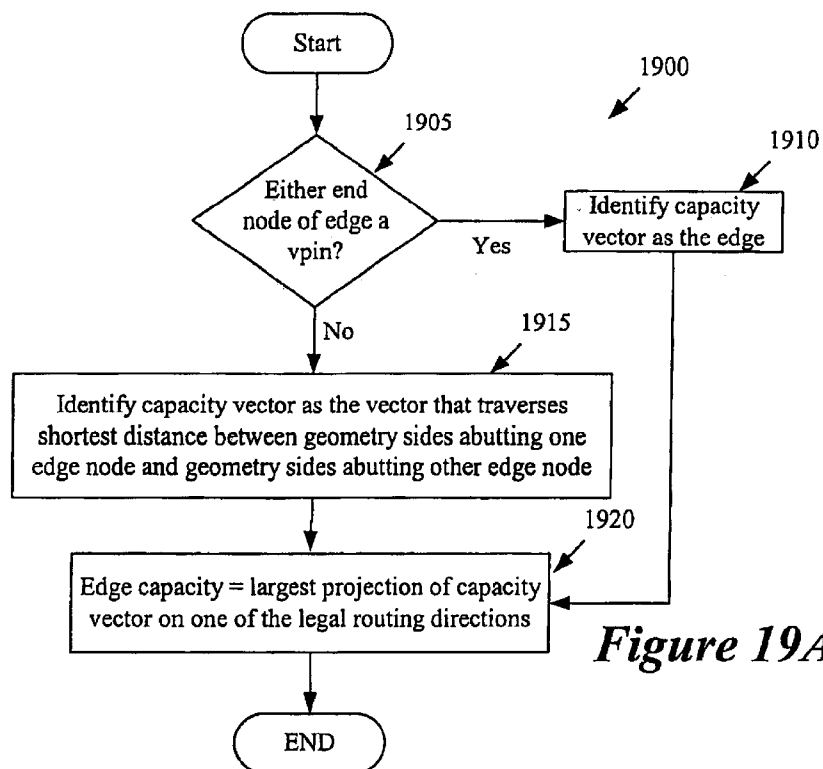 Start
1900
1905
Either end
node of edge a
vpin?
1910
Identify capacity
vector as the edge
Yes
No
1915
Identify capacity vector as the vector that traverses
shortest distance between geometry sides abutting one
edge node and geometry sides abutting other edge node
1920
Edge capacity = largest projection of capacity
vector on one of the legal routing directions
Figure 19A
END